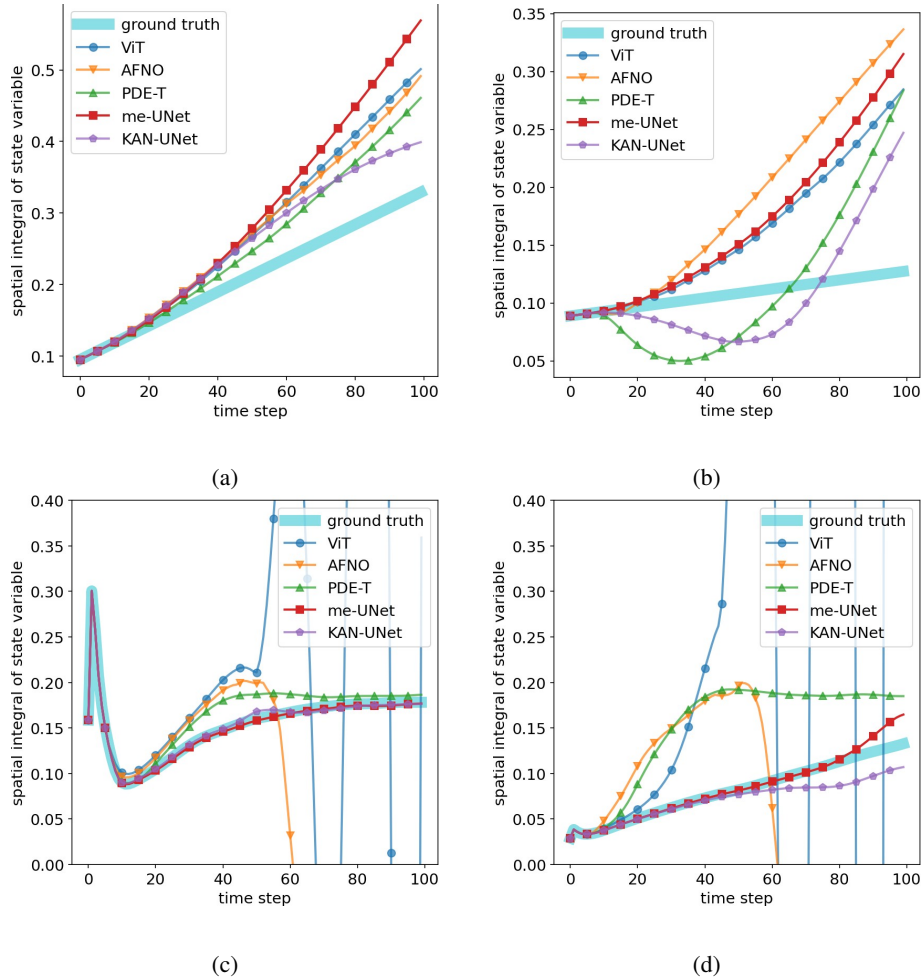 ground truth
ViT
AFNO
PDE-T
me-UNet
KAN-UNet
0.5
0.4
0.3
0.2
0.1
spatial integral of state variable
0 20 40 60 80 100
time step
(a)
ground truth
ViT
AFNO
PDE-T
me-UNet
KAN-UNet
0.35
0.30
0.25
0.20
0.15
0.10
0.05
spatial integral of state variable
0 20 40 60 80 100
time step
(b)
ground truth
ViT
AFNO
PDE-T
me-UNet
KAN-UNet
0.40
0.35
0.30
0.25
0.20
0.15
0.10
0.05
0.00
spatial integral of state variable
0 20 40 60 80 100
time step
(c)
ground truth
ViT
AFNO
PDE-T
me-UNet
KAN-UNet
0.40
0.35
0.30
0.25
0.20
0.15
0.10
0.05
0.00
spatial integral of state variable
0 20 40 60 80 100
time step
(d)